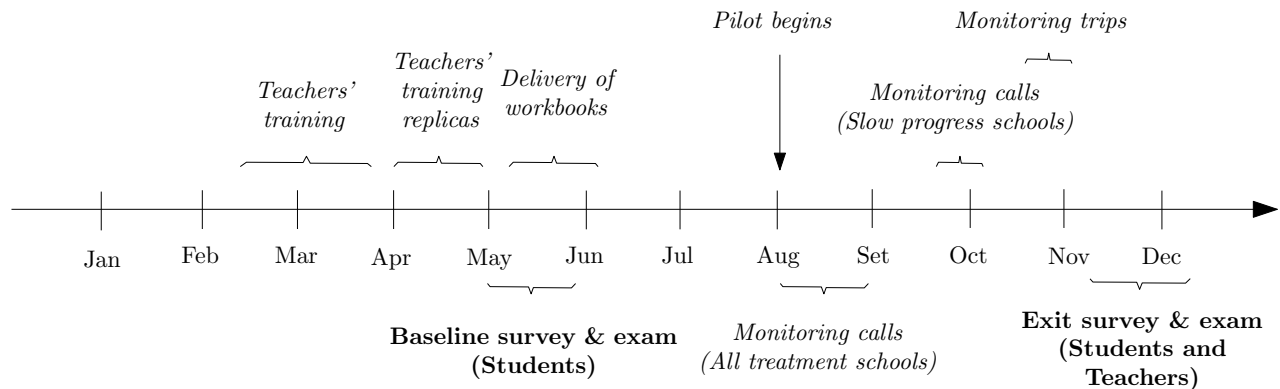 Pilot begins
Monitoring trips
Teachers'
training
Teachers'
training
replicas
Delivery of
workbooks
Monitoring calls
(Slow progress schools)
Jan
Feb
Mar
Apr
May
Jun
Jul
Aug
Set
Oct
Nov
Dec
Baseline survey & exam
(Students)
Monitoring calls
(All treatment schools)
Exit survey & exam
(Students and
Teachers)